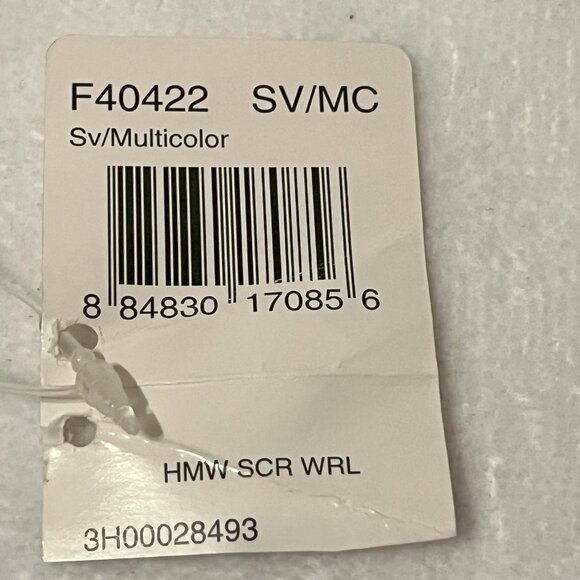 F40422 SV/MC
Sv/Multicolor
8 84830 17085 6
HMW SCR WRL
3H00028493